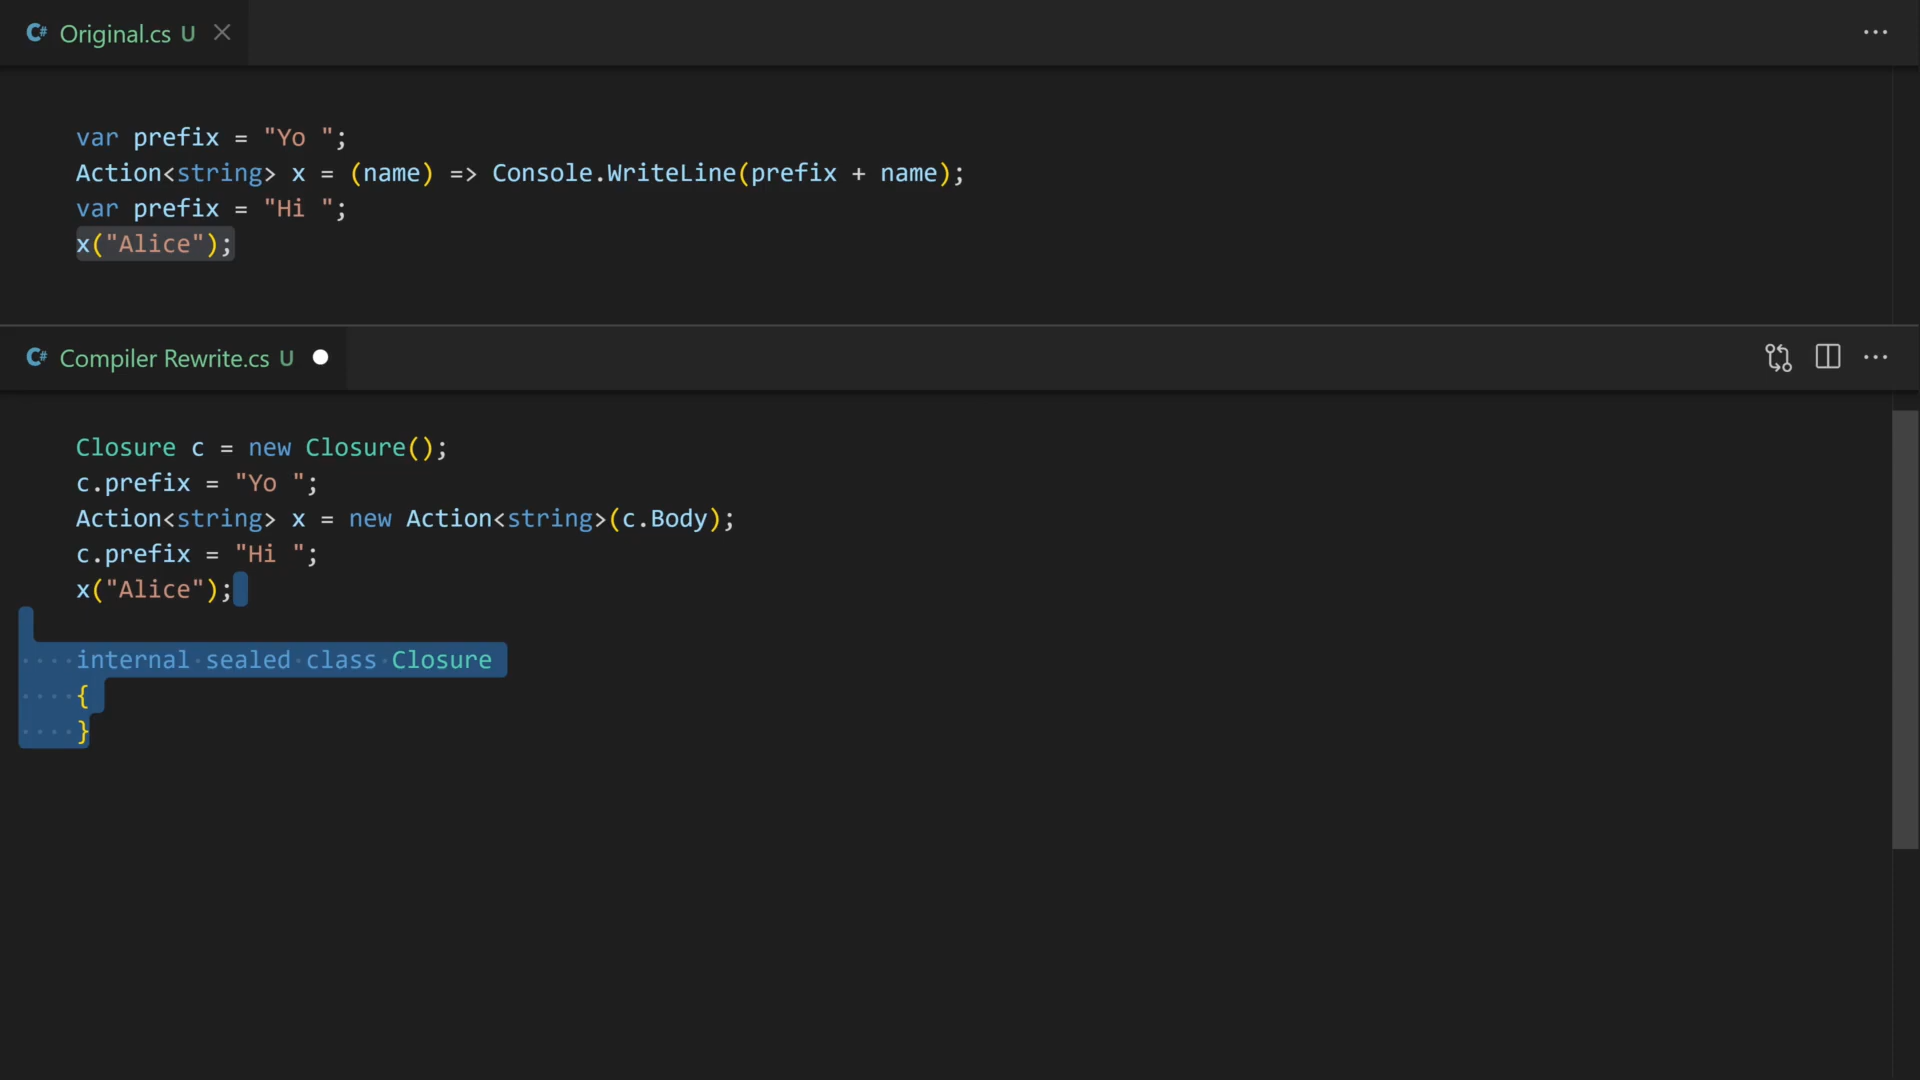 C# Original.cs U
var prefix = "Yo ";
Action<string> x = (name) => Console.WriteLine(prefix + name);
var prefix = "Hi ";
x("Alice");
C# Compiler Rewrite.cs U
Closure c = new Closure();
c.prefix = "Yo ";
Action<string> x = new Action<string>(c.Body);
c.prefix = "Hi ";
x("Alice");
internal sealed class Closure
{
}